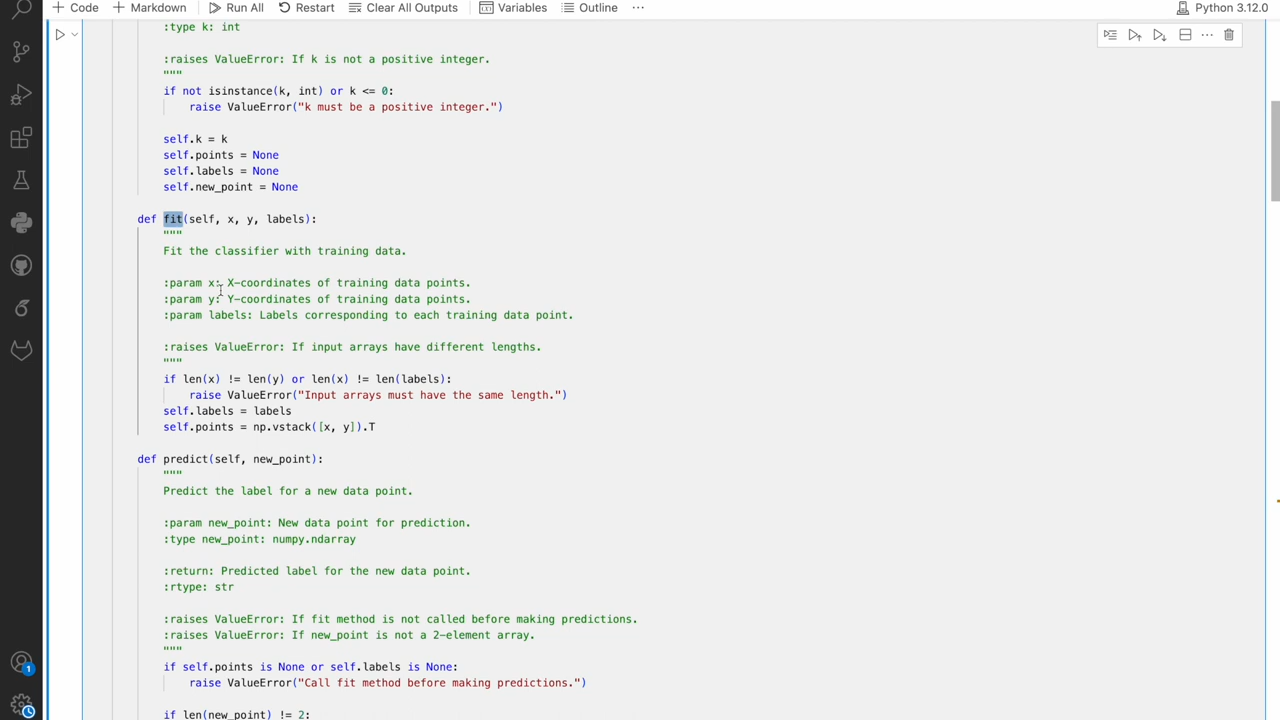 Code
Markdown
Run All
Restart
Clear All Outputs
Variables
Outline
...
Python 3.12.0
:type k: int
:raises ValueError: If k is not a positive integer.
"""
if not isinstance(k, int) or k <= 0:
raise ValueError("k must be a positive integer.")
self.k = k
self.points = None
self.labels = None
self.new_point = None
def fit(self, x, y, labels):
"""
Fit the classifier with training data.
:param x: X-coordinates of training data points.
:param y: Y-coordinates of training data points.
:param labels: Labels corresponding to each training data point.
:raises ValueError: If input arrays have different lengths.
"""
if len(x) != len(y) or len(x) != len(labels):
raise ValueError("Input arrays must have the same length.")
self.labels = labels
self.points = np.vstack([x, y]).T
def predict(self, new_point):
"""
Predict the label for a new data point.
:param new_point: New data point for prediction.
:type new_point: numpy.ndarray
:return: Predicted label for the new data point.
:rtype: str
:raises ValueError: If fit method is not called before making predictions.
:raises ValueError: If new_point is not a 2-element array.
"""
if self.points is None or self.labels is None:
raise ValueError("Call fit method before making predictions.")
if len(new_point) != 2:
1